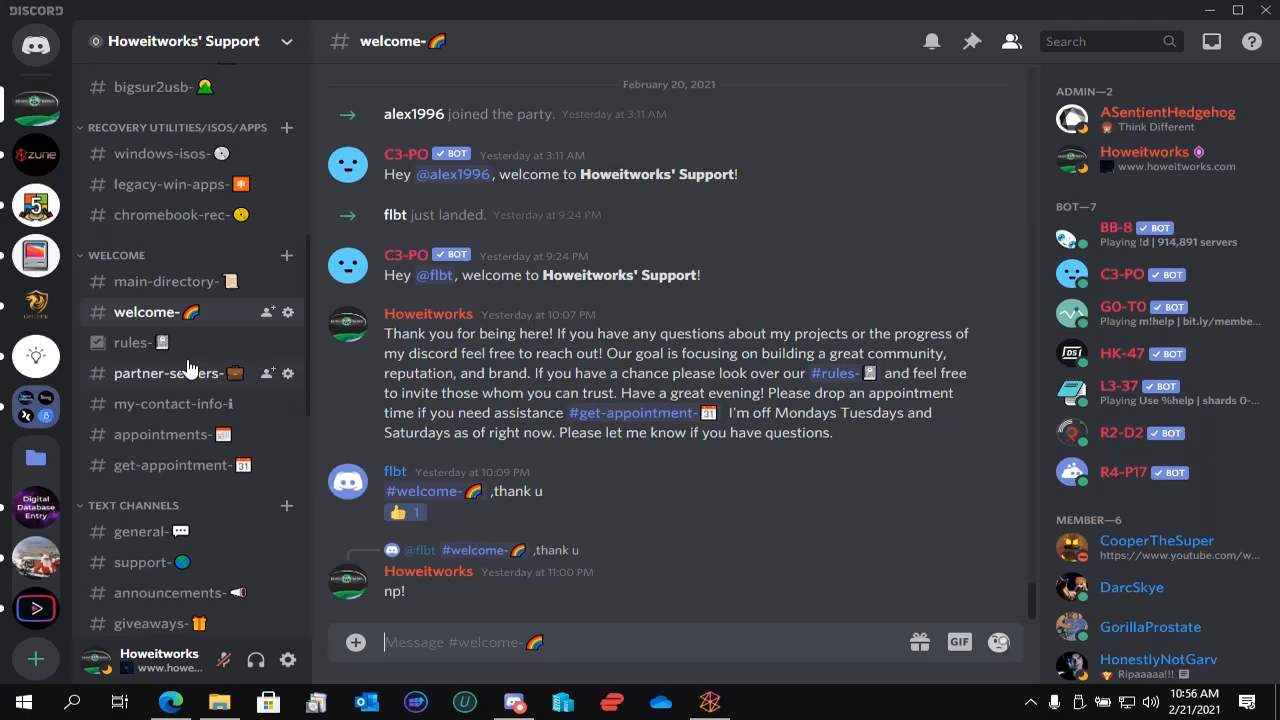 DISCORD
Howeitworks' Support
bigsur2usb-
RECOVERY UTILITIES/ISOS/APPS
windows-isos-
legacy-win-apps-
chromebook-rec-
WELCOME
main-directory-
welcome-🌈
rules-
partner-servers-💼
my-contact-info-ℹ
appointments-
get-appointment-📅
TEXT CHANNELS
general-💬
support-
announcements-📢
giveaways-🎁
Howeitworks
www.howe...
# welcome-🌈
Search
February 20, 2021
alex1996 joined the party. Yesterday at 3:11 AM
C3-PO ✔ BOT Yesterday at 3:11 AM
Hey @alex1996, welcome to Howeitworks' Support!
flbt just landed. Yesterday at 9:24 PM
C3-PO ✔ BOT Yesterday at 9:24 PM
Hey @flbt, welcome to Howeitworks' Support!
Howeitworks Yesterday at 10:07 PM
Thank you for being here! If you have any questions about my projects or the progress of
my discord feel free to reach out! Our goal is focusing on building a great community,
reputation, and brand. If you have a chance please look over our #rules- and feel free
to invite those whom you can trust. Have a great evening! Please drop an appointment
time if you need assistance #get-appointment-📅 I'm off Mondays Tuesdays and
Saturdays as of right now. Please let me know if you have questions.
flbt Yesterday at 10:09 PM
#welcome-🌈 ,thank u
👍 1
@flbt #welcome-🌈 ,thank u
Howeitworks Yesterday at 11:00 PM
np!
Message #welcome-🌈
GIF
ADMIN—2
ASentientHedgehog
Think Different
Howeitworks
www.howeitworks.com
BOT—7
BB-8 ✔ BOT
Playing !d | 914,891 servers
C3-PO ✔ BOT
G0-T0 ✔ BOT
Playing m!help | bit.ly/membe...
HK-47 ✔ BOT
L3-37 ✔ BOT
Playing Use %help | shards 0-...
R2-D2 ✔ BOT
R4-P17 ✔ BOT
MEMBER—6
CooperTheSuper
https://www.youtube.com/w...
DarcSkye
GorillaProstate
HonestlyNotGarv
Ripaaaaa!!!
ZUNE
5
Digital
Database
Entry
10:56 AM
2/21/2021